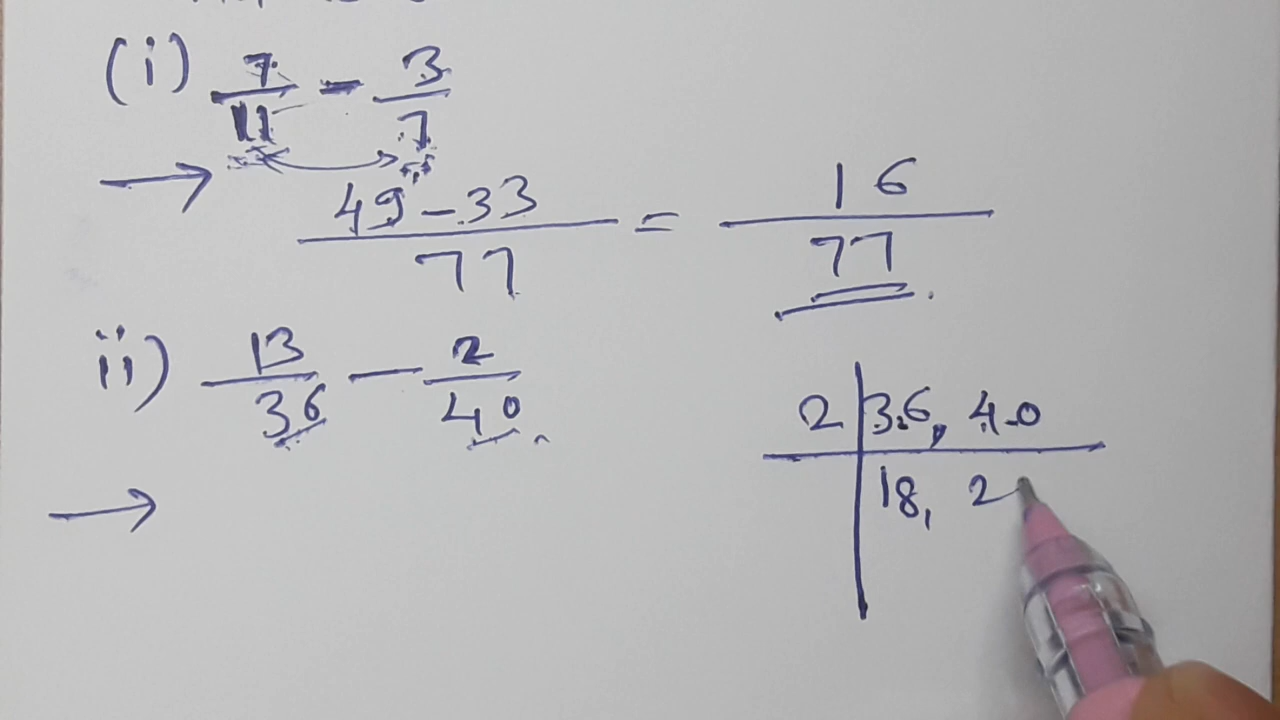 (i) 7/11 - 3/7
→ 49-33/77 = 16/77.
ii) 13/36 - 2/40.
2 | 36, 40
18, 2
→